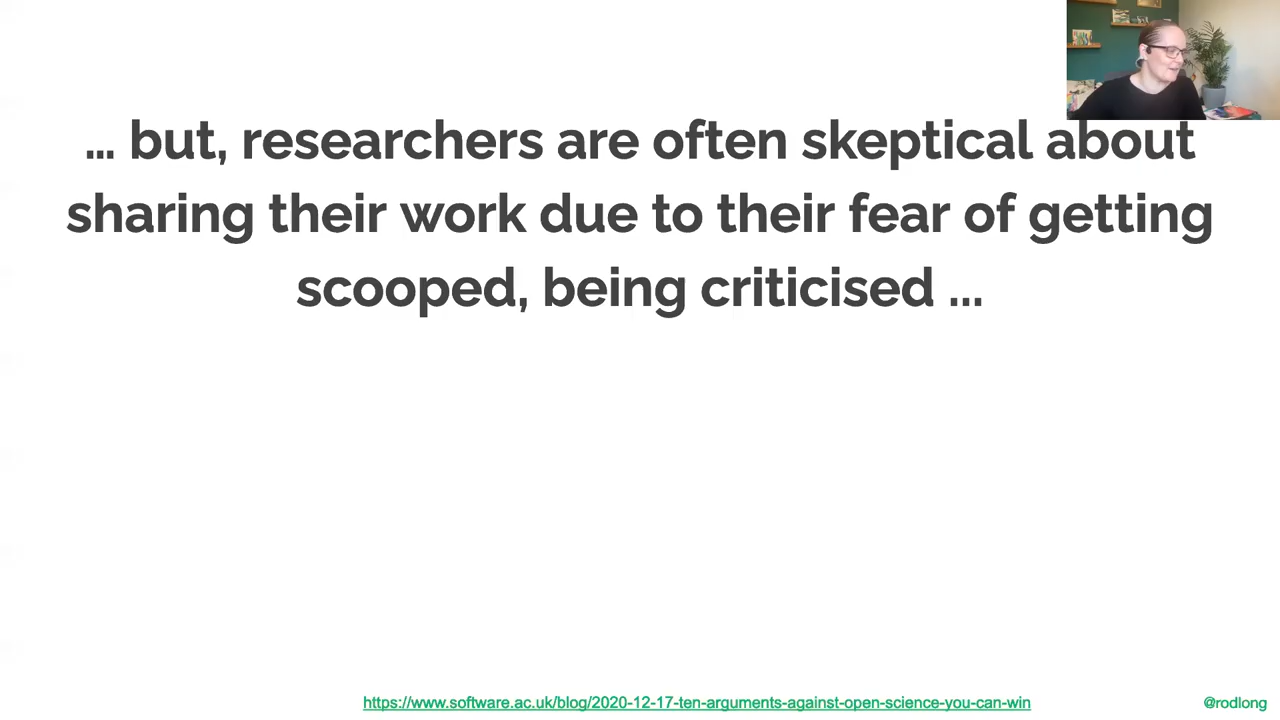 … but, researchers are often skeptical about
sharing their work due to their fear of getting
scooped, being criticised ...
https://www.software.ac.uk/blog/2020-12-17-ten-arguments-against-open-science-you-can-win
@rodlong